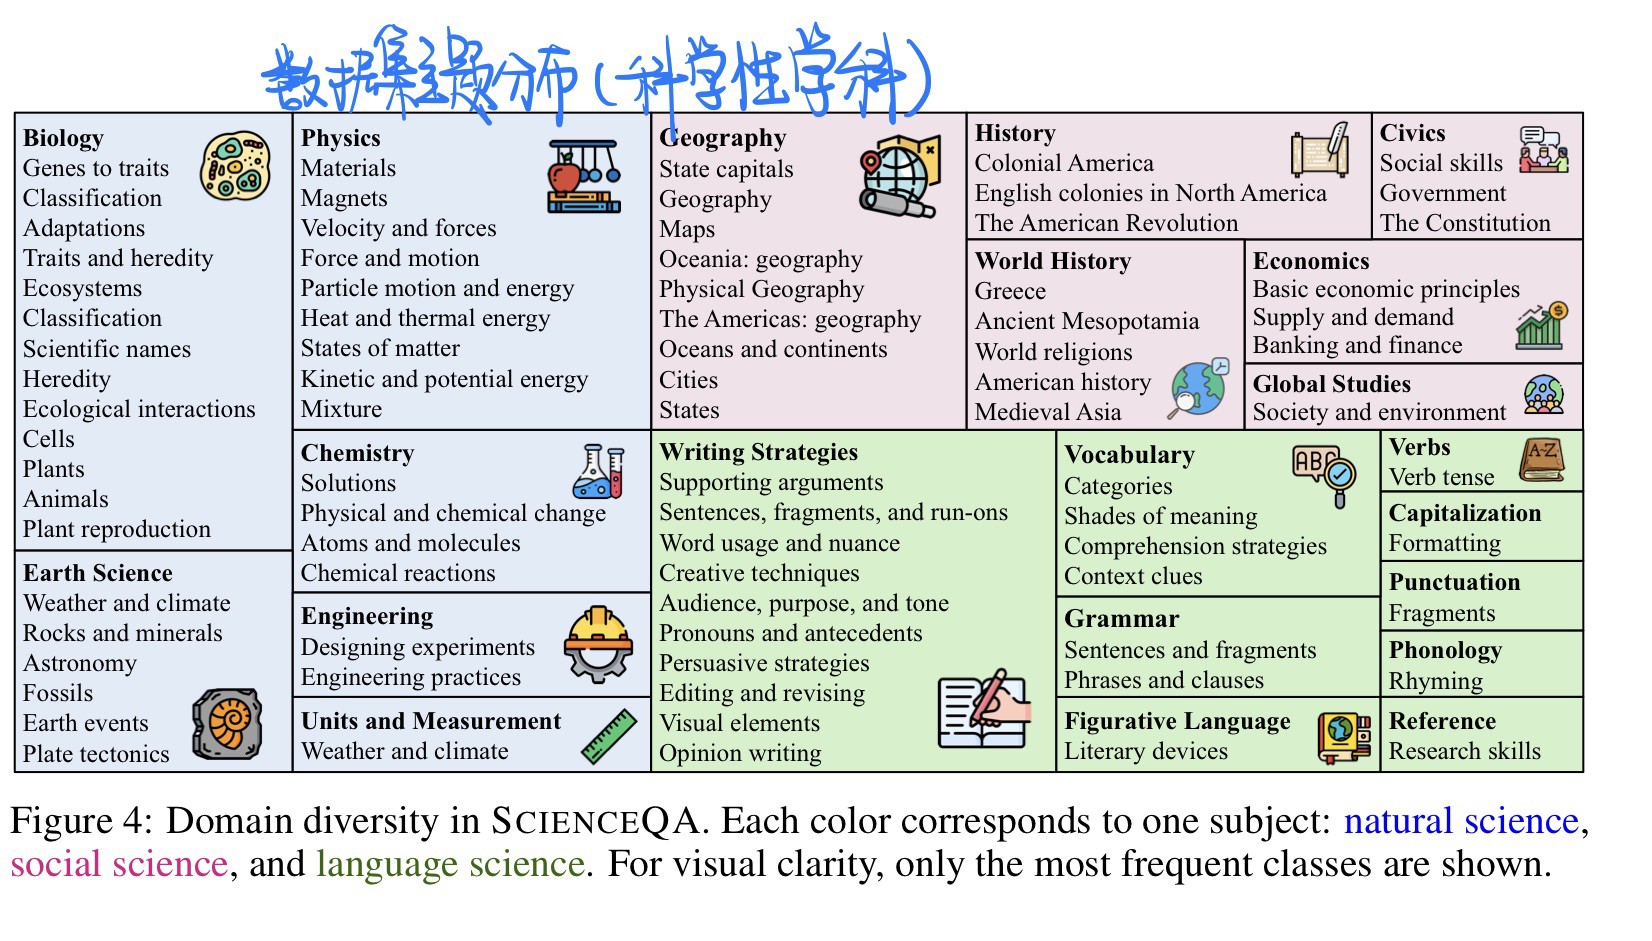 数据集主题分布(科学性学科)
Biology
Genes to traits
Classification
Adaptations
Traits and heredity
Ecosystems
Classification
Scientific names
Heredity
Ecological interactions
Cells
Plants
Animals
Plant reproduction
Earth Science
Weather and climate
Rocks and minerals
Astronomy
Fossils
Earth events
Plate tectonics
Physics
Materials
Magnets
Velocity and forces
Force and motion
Particle motion and energy
Heat and thermal energy
States of matter
Kinetic and potential energy
Mixture
Chemistry
Solutions
Physical and chemical change
Atoms and molecules
Chemical reactions
Engineering
Designing experiments
Engineering practices
Units and Measurement
Weather and climate
Geography
State capitals
Geography
Maps
Oceania: geography
Physical Geography
The Americas: geography
Oceans and continents
Cities
States
History
Colonial America
English colonies in North America
The American Revolution
Civics
Social skills
Government
The Constitution
World History
Greece
Ancient Mesopotamia
World religions
American history
Medieval Asia
Economics
Basic economic principles
Supply and demand
Banking and finance
Global Studies
Society and environment
Writing Strategies
Supporting arguments
Sentences, fragments, and run-ons
Word usage and nuance
Creative techniques
Audience, purpose, and tone
Pronouns and antecedents
Persuasive strategies
Editing and revising
Visual elements
Opinion writing
Vocabulary
Categories
Shades of meaning
Comprehension strategies
Context clues
ABC
Grammar
Sentences and fragments
Phrases and clauses
Figurative Language
Literary devices
Verbs
Verb tense
A-Z
Capitalization
Formatting
Punctuation
Fragments
Phonology
Rhyming
Reference
Research skills
Figure 4: Domain diversity in SCIENCEQA. Each color corresponds to one subject: natural science,
social science, and language science. For visual clarity, only the most frequent classes are shown.